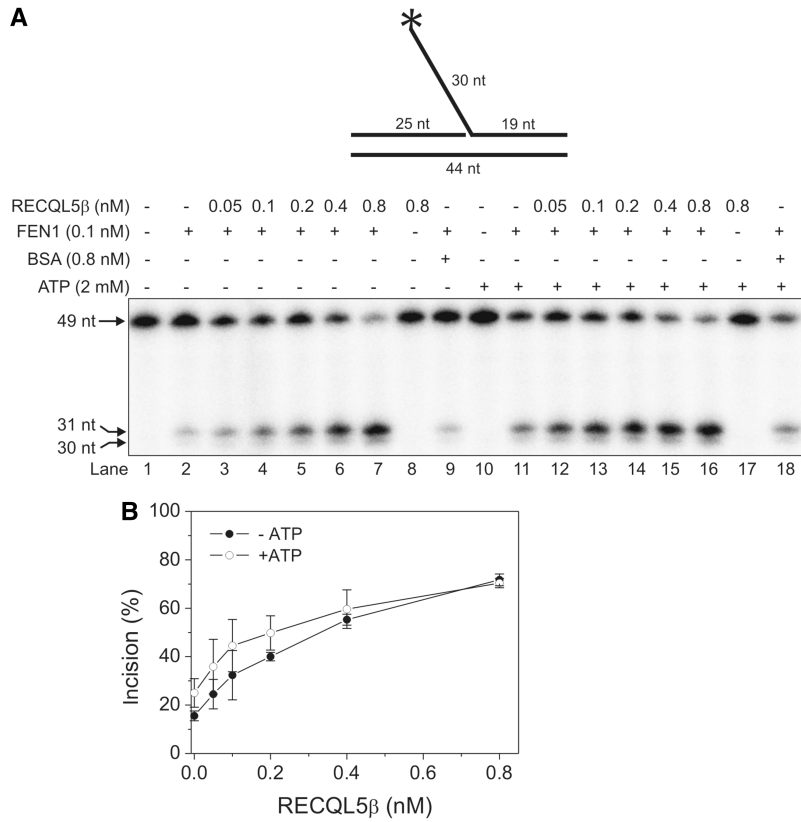 A
*
30 nt
25 nt 19 nt
44 nt
RECQL5β (nM) - - 0.05 0.1 0.2 0.4 0.8 0.8 - - - 0.05 0.1 0.2 0.4 0.8 0.8 -
FEN1 (0.1 nM) - + + + + + + - + - + + + + + + - +
BSA (0.8 nM) - - - - - - - - + - - - - - - - - +
ATP (2 mM) - - - - - - - - - + + + + + + + + +
49 nt
31 nt
30 nt
Lane 1 2 3 4 5 6 7 8 9 10 11 12 13 14 15 16 17 18
B
100
- ATP
+ATP
80
60
40
20
0
Incision (%)
0.0 0.2 0.4 0.6 0.8
RECQL5β (nM)